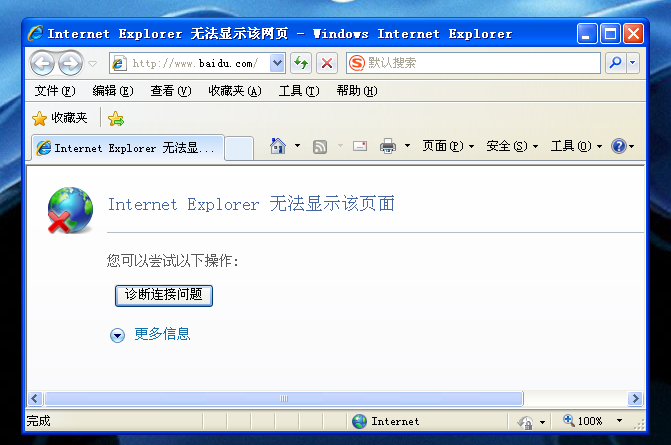 Internet Explorer 无法显示该网页 - Windows Internet Explorer
http://www.baidu.com/ 默认搜索
文件(F) 编辑(E) 查看(V) 收藏夹(A) 工具(T) 帮助(H)
收藏夹
Internet Explorer 无法显... 页面(P) 安全(S) 工具(O)
Internet Explorer 无法显示该页面
您可以尝试以下操作:
诊断连接问题
更多信息
完成 Internet 100%